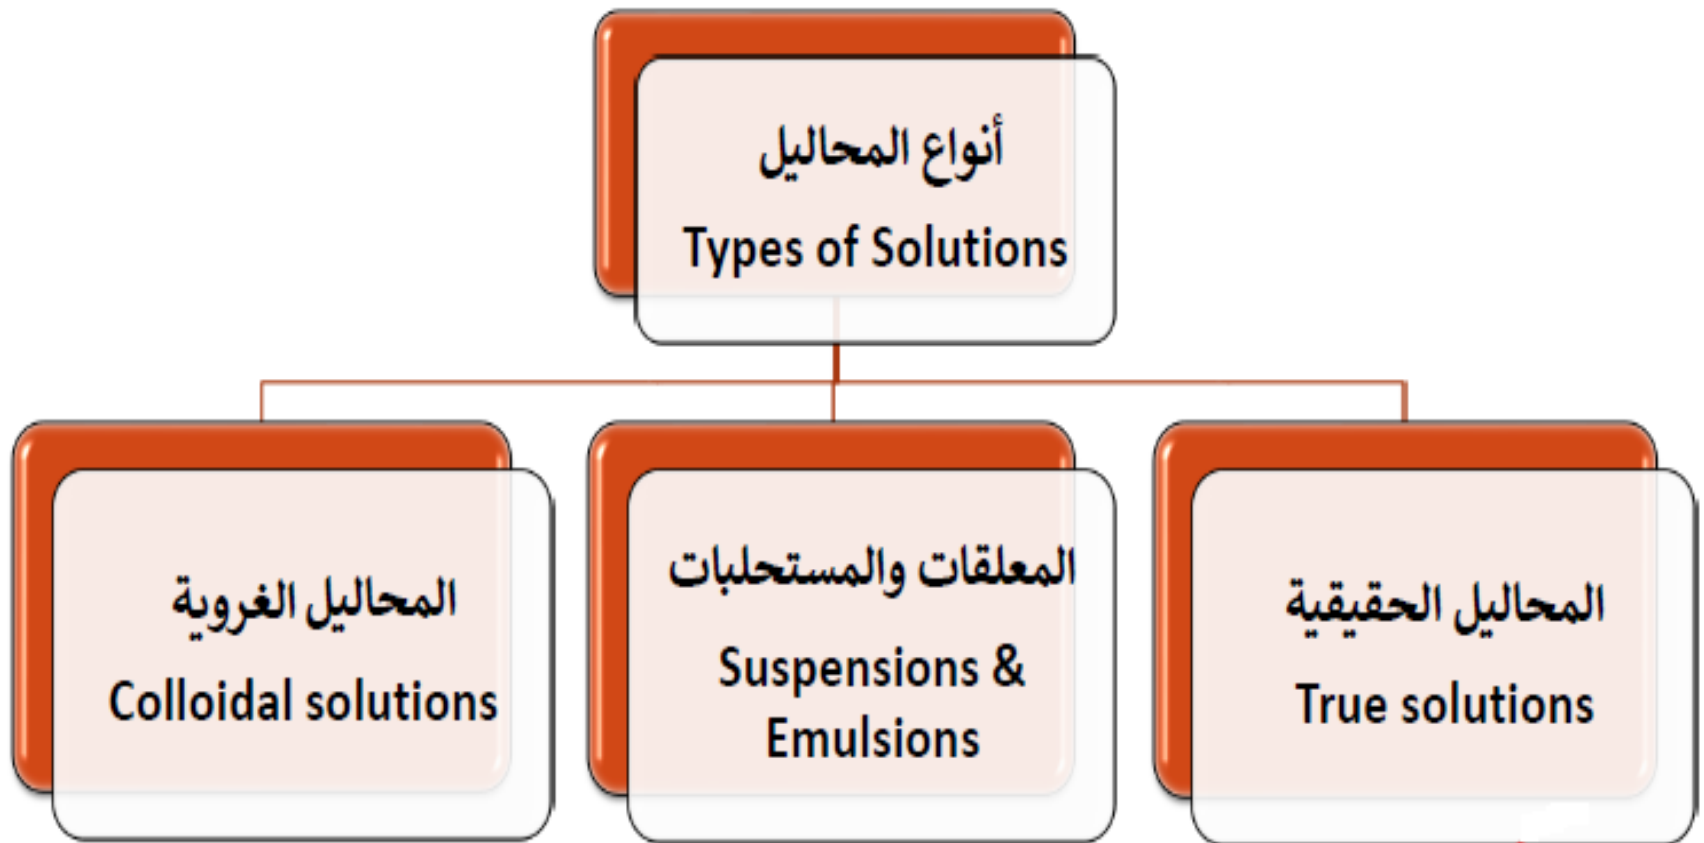 أنواع المحاليل
Types of Solutions
المحاليل الحقيقية
True solutions
المعلقات والمستحلبات
Suspensions &
Emulsions
المحاليل الغروية
Colloidal solutions